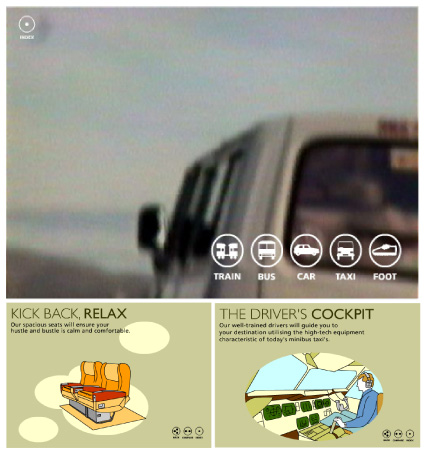 INDEX
TRAIN BUS CAR TAXI FOOT
KICK BACK, RELAX
Our spacious seats will ensure your
hustle and bustle is calm and comfortable.
THE DRIVER'S COCKPIT
Our well-trained drivers will guide you to
your destination utilising the high-tech equipment
characteristic of today's minibus taxi's.